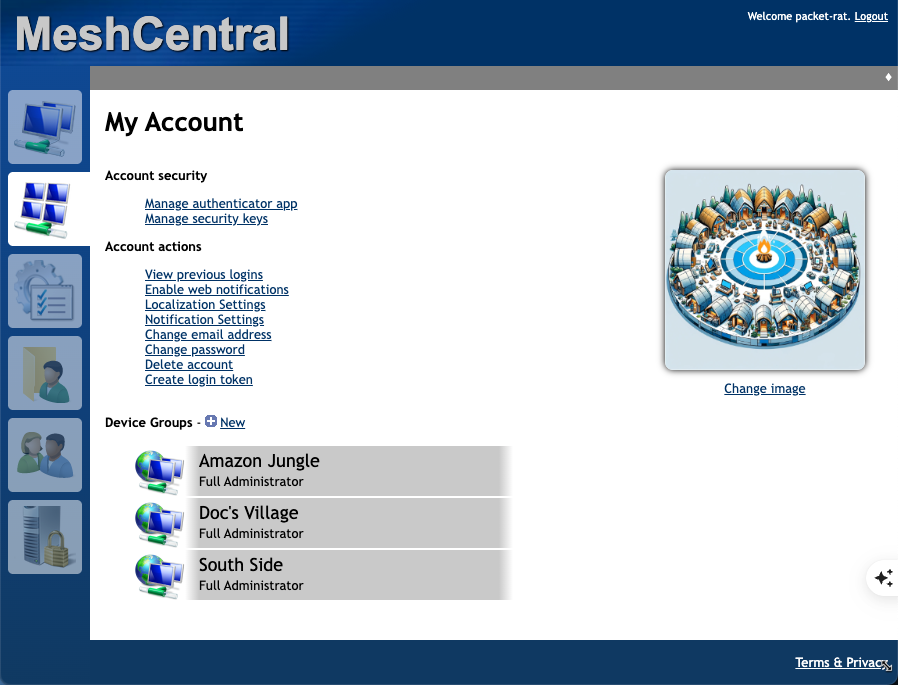 MeshCentral
Welcome packet-rat. Logout
My Account
Account security
Manage authenticator app
Manage security keys
Account actions
View previous logins
Enable web notifications
Localization Settings
Notification Settings
Change email address
Change password
Delete account
Create login token
Change image
Device Groups - New
Amazon Jungle
Full Administrator
Doc's Village
Full Administrator
South Side
Full Administrator
Terms & Privacy